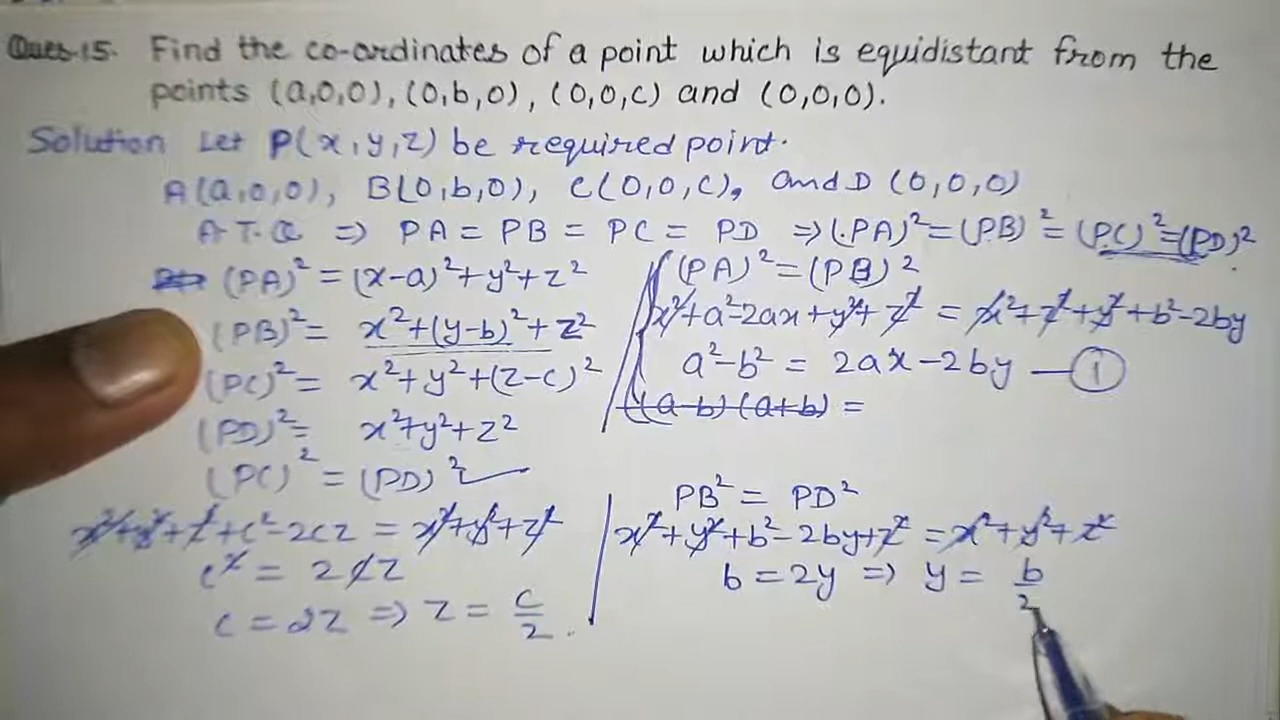 Ques.15. Find the co-ordinates of a point which is equidistant from the
points (a,0,0), (0,b,0), (0,0,c) and (0,0,0).
Solution Let P(x,y,z) be required point.
A(a,0,0), B(0,b,0), C(0,0,c), and D (0,0,0)
A.T.Q ⇒ PA = PB = PC = PD ⇒ (PA)² = (PB)² = (PC)² = (PD)²
(PA)² = (x-a)² + y² + z²
(PB)² = x² + (y-b)² + z²
(PC)² = x² + y² + (z-c)²
(PD)² = x² + y² + z²
(PC)² = (PD)²
x² + y² + z² + c² - 2cz = x² + y² + z²
c² = 2cz
c = 2z ⇒ z = c/2.
(PA)² = (PB)²
x² + a² - 2ax + y² + z² = x² + z² + y² + b² - 2by
a² - b² = 2ax - 2by — 1
(a-b) (a+b) =
PB² = PD²
x² + y² + b² - 2by + z² = x² + y² + z²
b = 2y ⇒ y = b/2